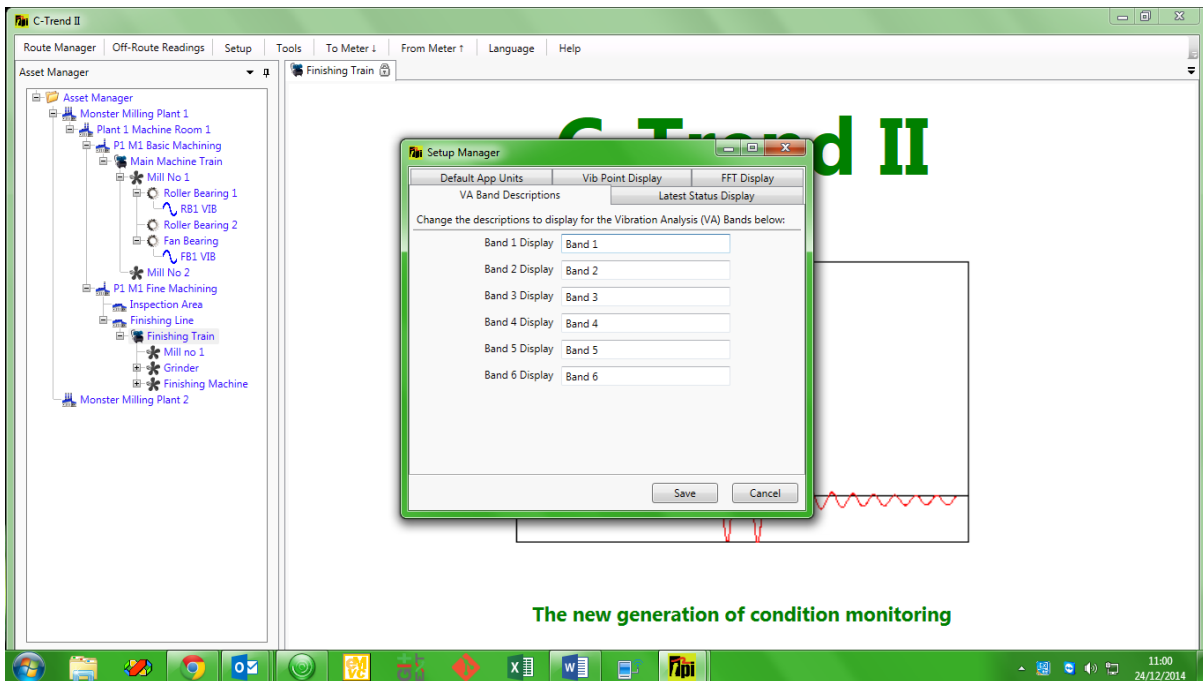 C-Trend II
Route Manager Off-Route Readings Setup Tools To Meter ↓ From Meter ↑ Language Help
Asset Manager
Finishing Train
Asset Manager
Monster Milling Plant 1
Plant 1 Machine Room 1
P1 M1 Basic Machining
Main Machine Train
Mill No 1
Roller Bearing 1
RB1 VIB
Roller Bearing 2
Fan Bearing
FB1 VIB
Mill No 2
P1 M1 Fine Machining
Inspection Area
Finishing Line
Finishing Train
Mill no 1
Grinder
Finishing Machine
Monster Milling Plant 2
C-Trend II
Setup Manager
Default App Units Vib Point Display FFT Display
VA Band Descriptions Latest Status Display
Change the descriptions to display for the Vibration Analysis (VA) Bands below:
Band 1 Display Band 1
Band 2 Display Band 2
Band 3 Display Band 3
Band 4 Display Band 4
Band 5 Display Band 5
Band 6 Display Band 6
Save Cancel
The new generation of condition monitoring
11:00
24/12/2014